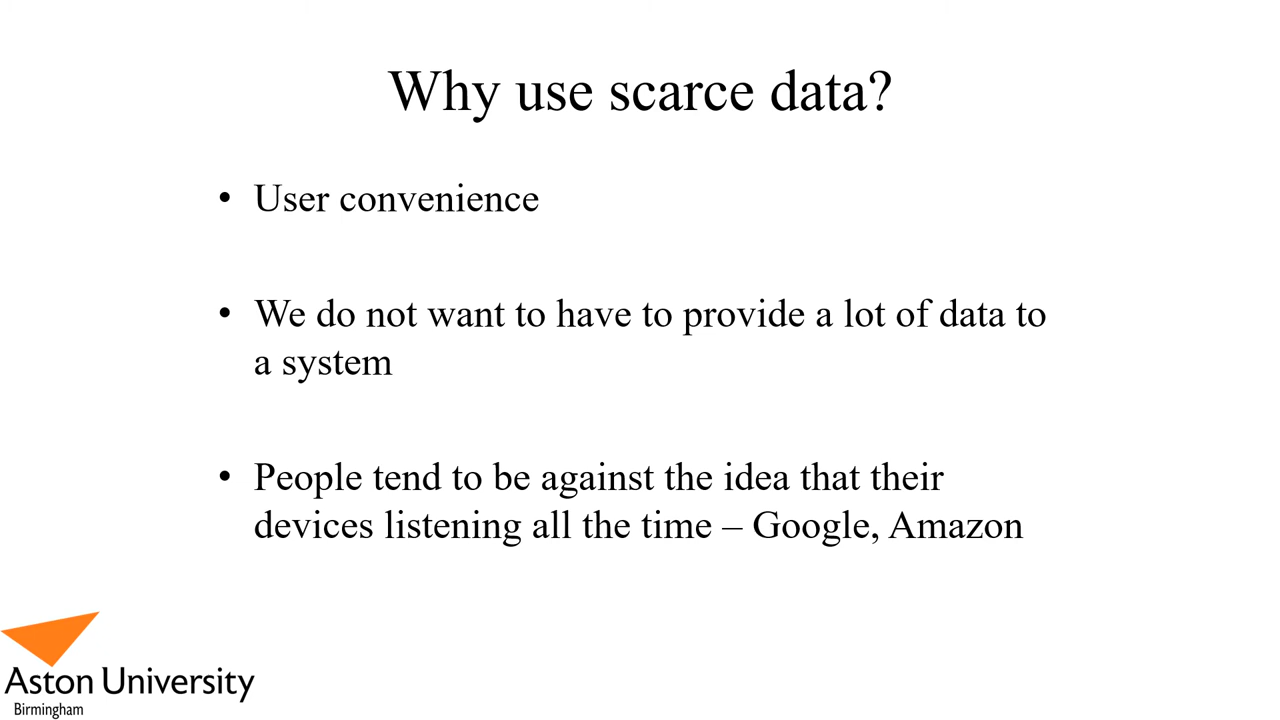 Why use scarce data?
• User convenience
• We do not want to have to provide a lot of data to
a system
• People tend to be against the idea that their
devices listening all the time – Google, Amazon
Aston University
Birmingham